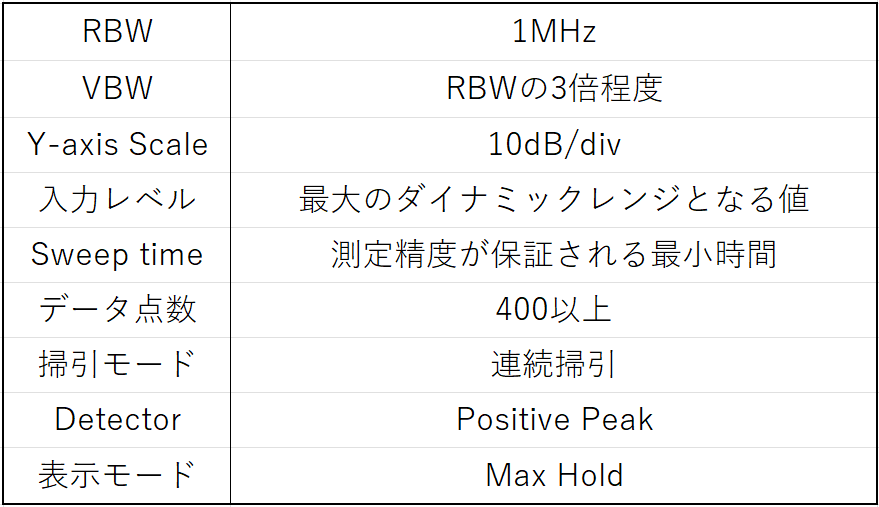 RBW 1MHz
VBW RBWの3倍程度
Y-axis Scale 10dB/div
入力レベル 最大のダイナミックレンジとなる値
Sweep time 測定精度が保証される最小時間
データ点数 400以上
掃引モード 連続掃引
Detector Positive Peak
表示モード Max Hold